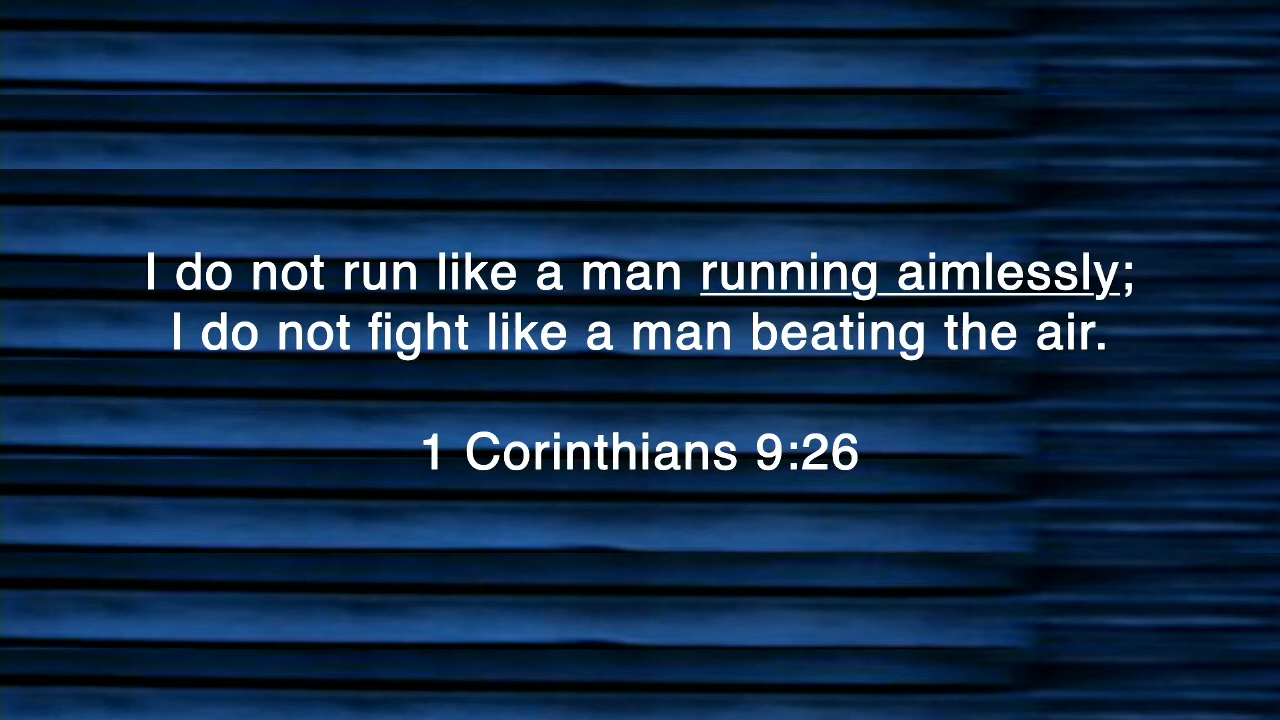 I do not run like a man running aimlessly;
I do not fight like a man beating the air.
1 Corinthians 9:26